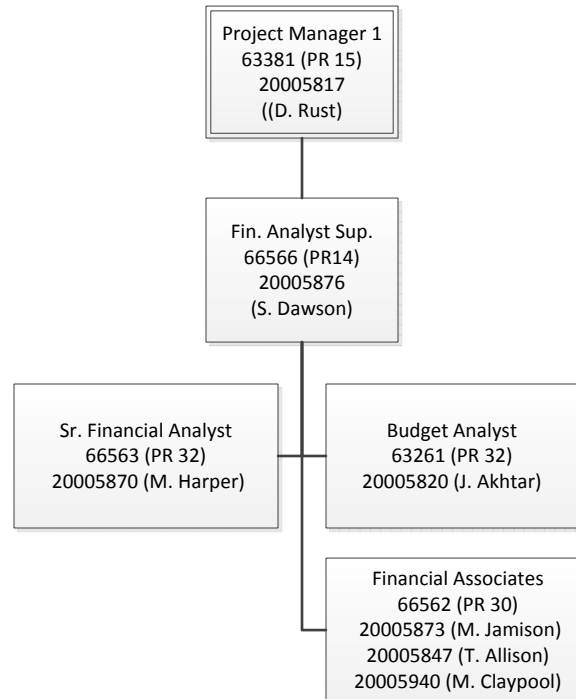 Project Manager 1
63381 (PR 15)
20005817
((D. Rust)
Fin. Analyst Sup.
66566 (PR14)
20005876
(S. Dawson)
Sr. Financial Analyst
66563 (PR 32)
20005870 (M. Harper)
Budget Analyst
63261 (PR 32)
20005820 (J. Akhtar)
Financial Associates
66562 (PR 30)
20005873 (M. Jamison)
20005847 (T. Allison)
20005940 (M. Claypool)